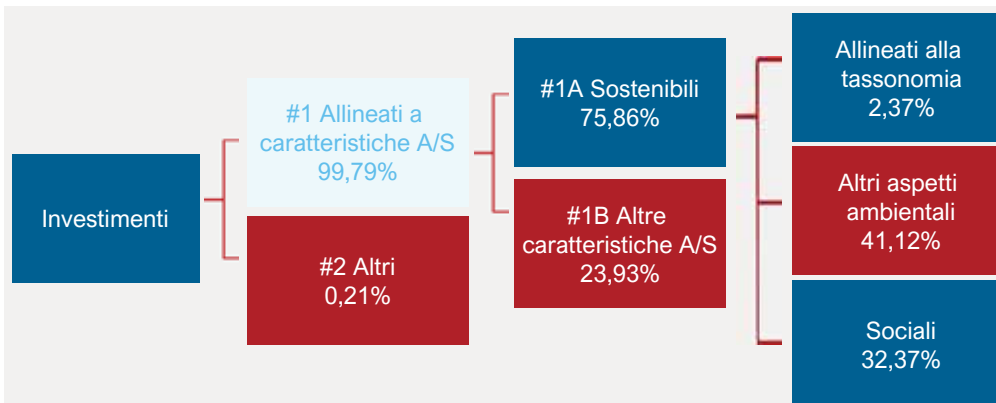 Investimenti
#1 Allineati a
caratteristiche A/S
99,79%
#2 Altri
0,21%
#1A Sostenibili
75,86%
#1B Altre
caratteristiche A/S
23,93%
Allineati alla
tassonomia
2,37%
Altri aspetti
ambientali
41,12%
Sociali
32,37%